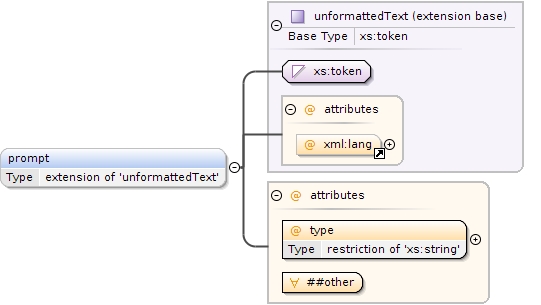 unformattedText (extension base)
Base Type xs:token
xs:token
@ attributes
@ xml:lang
prompt
Type extension of 'unformattedText'
@ attributes
@ type
Type restriction of 'xs:string'
∀ ##other